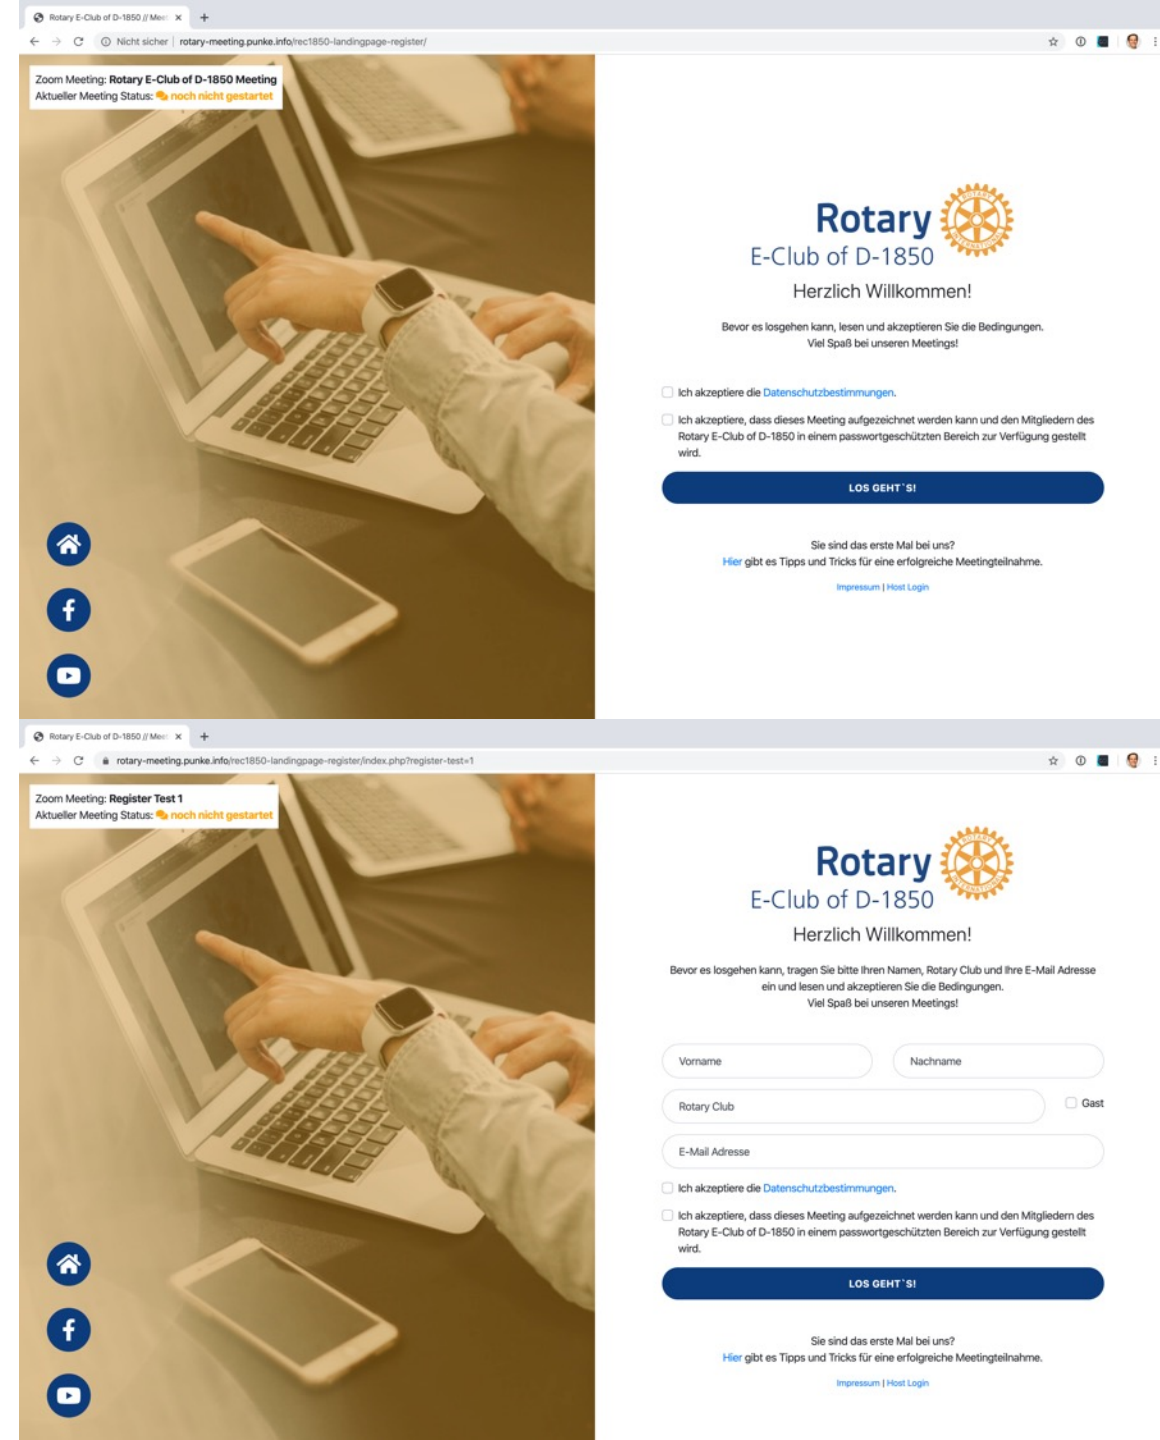 Rotary E-Club of D-1850 // Mee
Nicht sicher | rotary-meeting.punke.info/rec1850-landingpage-register/
Zoom Meeting: Rotary E-Club of D-1850 Meeting
Aktueller Meeting Status: noch nicht gestartet
Rotary
E-Club of D-1850
ROTARY INTERNATIONAL
Herzlich Willkommen!
Bevor es losgehen kann, lesen und akzeptieren Sie die Bedingungen.
Viel Spaß bei unseren Meetings!
Ich akzeptiere die Datenschutzbestimmungen.
Ich akzeptiere, dass dieses Meeting aufgezeichnet werden kann und den Mitgliedern des
Rotary E-Club of D-1850 in einem passwortgeschützten Bereich zur Verfügung gestellt
wird.
LOS GEHT`S!
Sie sind das erste Mal bei uns?
Hier gibt es Tipps und Tricks für eine erfolgreiche Meetingteilnahme.
Impressum | Host Login
Rotary E-Club of D-1850 // Mee
rotary-meeting.punke.info/rec1850-landingpage-register/index.php?register-test=1
Zoom Meeting: Register Test 1
Aktueller Meeting Status: noch nicht gestartet
Rotary
E-Club of D-1850
ROTARY INTERNATIONAL
Herzlich Willkommen!
Bevor es losgehen kann, tragen Sie bitte Ihren Namen, Rotary Club und Ihre E-Mail Adresse
ein und lesen und akzeptieren Sie die Bedingungen.
Viel Spaß bei unseren Meetings!
Vorname
Nachname
Rotary Club
Gast
E-Mail Adresse
Ich akzeptiere die Datenschutzbestimmungen.
Ich akzeptiere, dass dieses Meeting aufgezeichnet werden kann und den Mitgliedern des
Rotary E-Club of D-1850 in einem passwortgeschützten Bereich zur Verfügung gestellt
wird.
LOS GEHT`S!
Sie sind das erste Mal bei uns?
Hier gibt es Tipps und Tricks für eine erfolgreiche Meetingteilnahme.
Impressum | Host Login